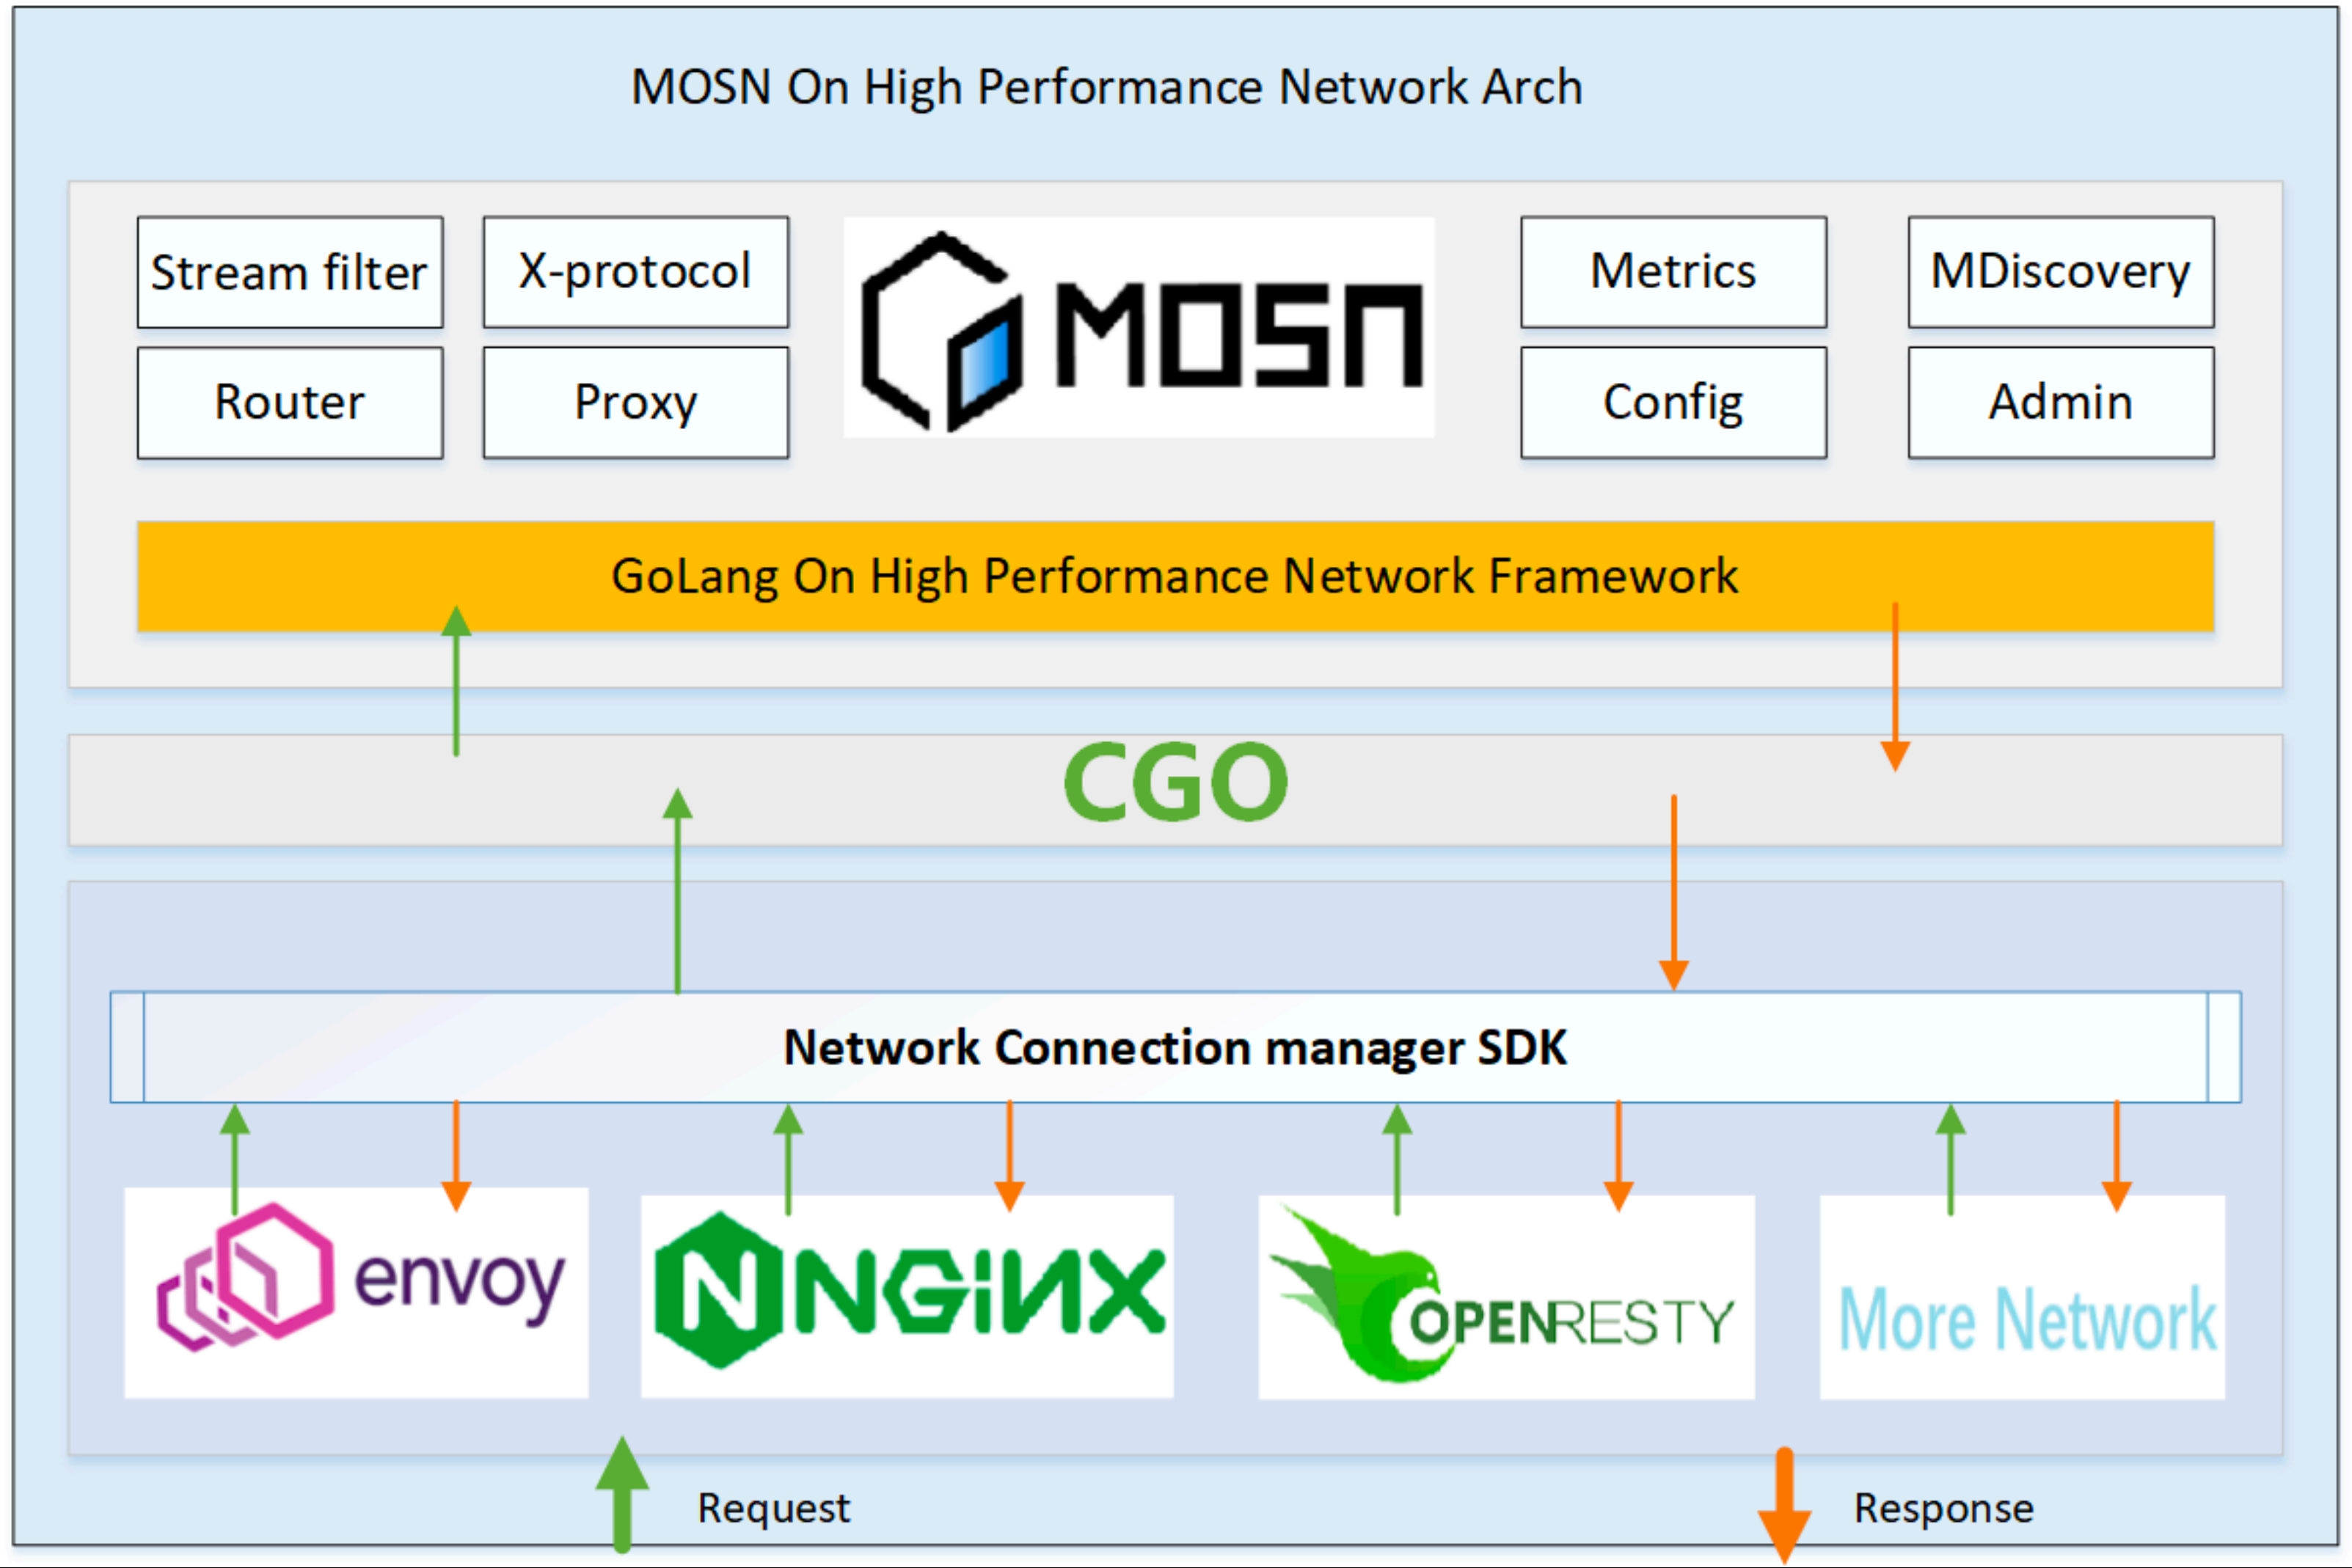 MOSN On High Performance Network Arch
Stream filter
X-protocol
MOSN
Metrics
MDiscovery
Router
Proxy
Config
Admin
GoLang On High Performance Network Framework
CGO
Network Connection manager SDK
envoy
N NGiNX
OPENRESTY
More Network
Request
Response